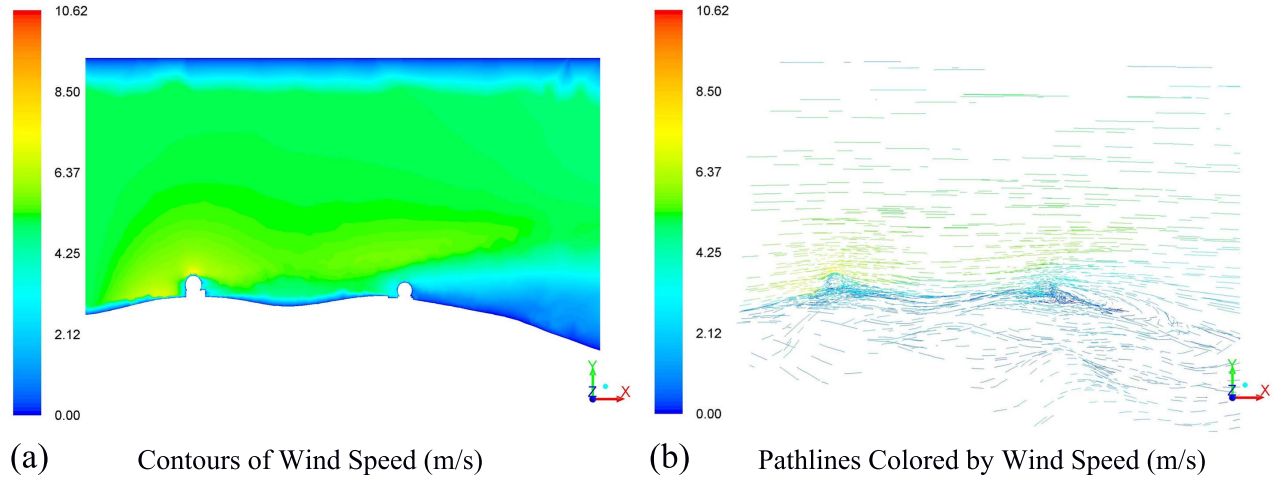 10.62
8.50
6.37
4.25
2.12
0.00
Y
Z X
(a) Contours of Wind Speed (m/s)
10.62
8.50
6.37
4.25
2.12
0.00
Y
Z X
(b) Pathlines Colored by Wind Speed (m/s)